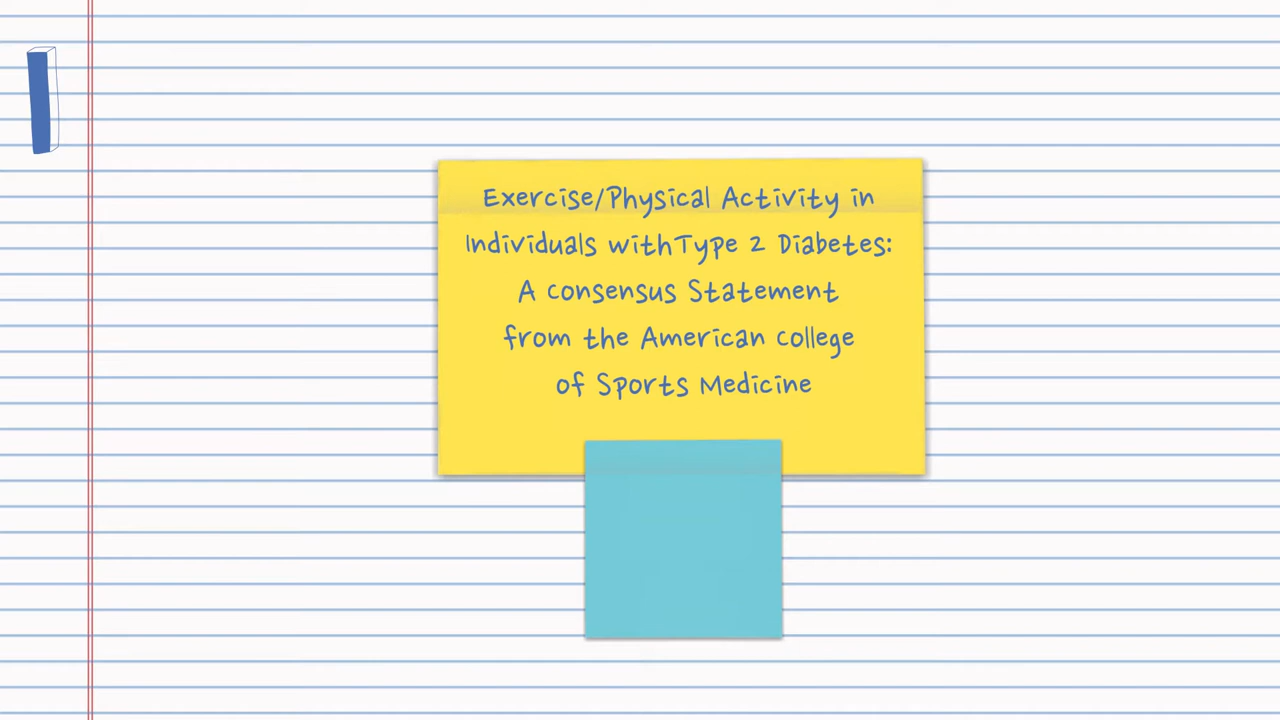 Exercise/Physical Activity in
Individuals withType 2 Diabetes:
A consensus Statement
from the American college
of Sports Medicine